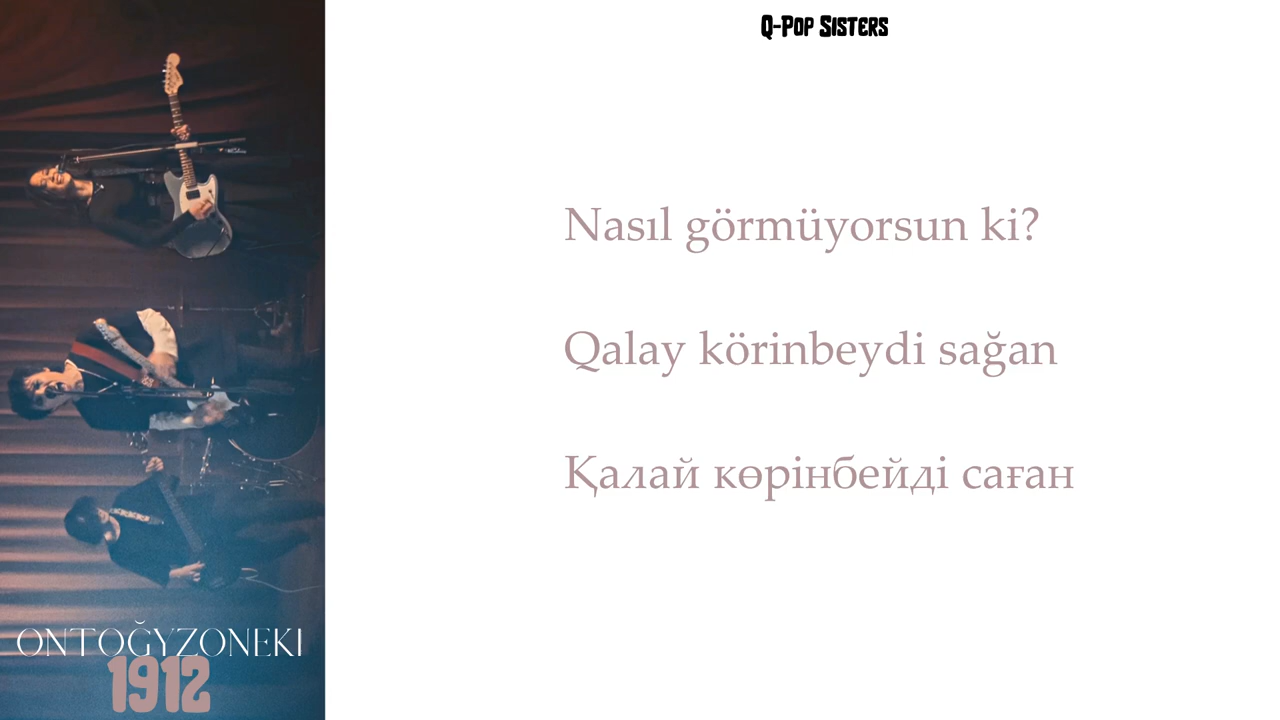 Q-Pop Sisters
Nasıl görmüyorsun ki?
Qalay körinbeydi sağan
Қалай көрінбейді саған
ONTOĞYZONEKI
1912